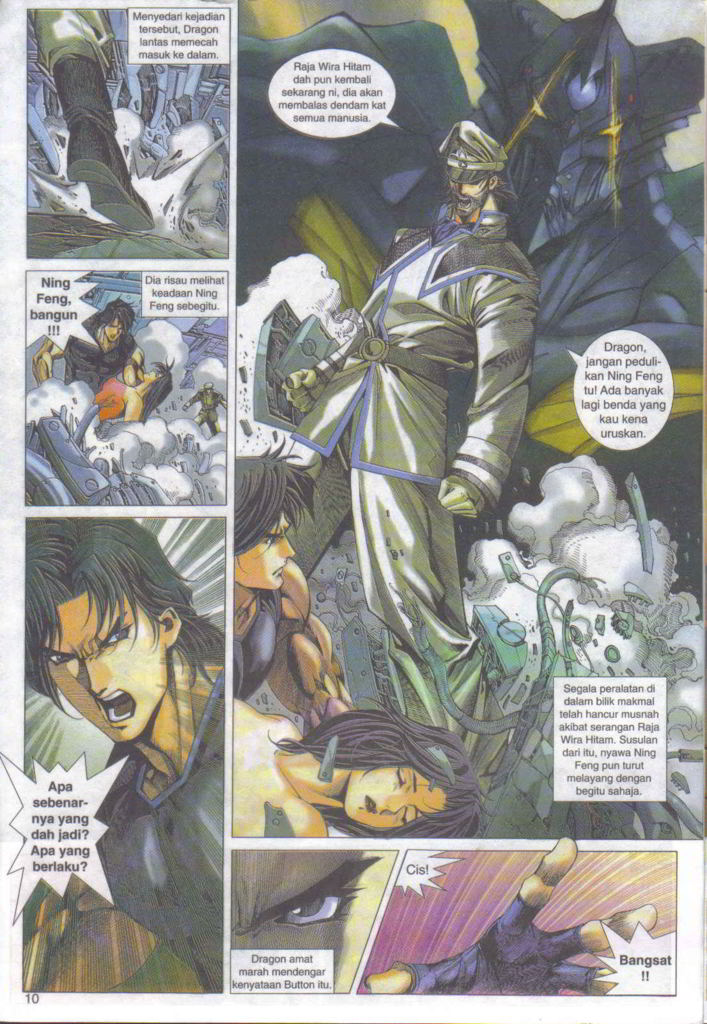 Menyedari kejadian
tersebut, Dragon
lantas memecah
masuk ke dalam.
Ning
Feng,
bangun
!!!
Dia risau melihat
keadaan Ning
Feng sebegitu.
Apa
sebenar-
nya yang
dah jadi?
Apa yang
berlaku?
Raja Wira Hitam
dah pun kembali
sekarang ni, dia akan
membalas dendam kat
semua manusia.
Dragon,
jangan peduli-
kan Ning Feng
tu! Ada banyak
lagi benda yang
kau kena
uruskan.
Segala peralatan di
dalam bilik makmal
telah hancur musnah
akibat serangan Raja
Wira Hitam. Susulan
dari itu, nyawa Ning
Feng pun turut
melayang dengan
begitu sahaja.
Dragon amat
marah mendengar
kenyataan Button itu.
Cis!
Bangsat
!!
10